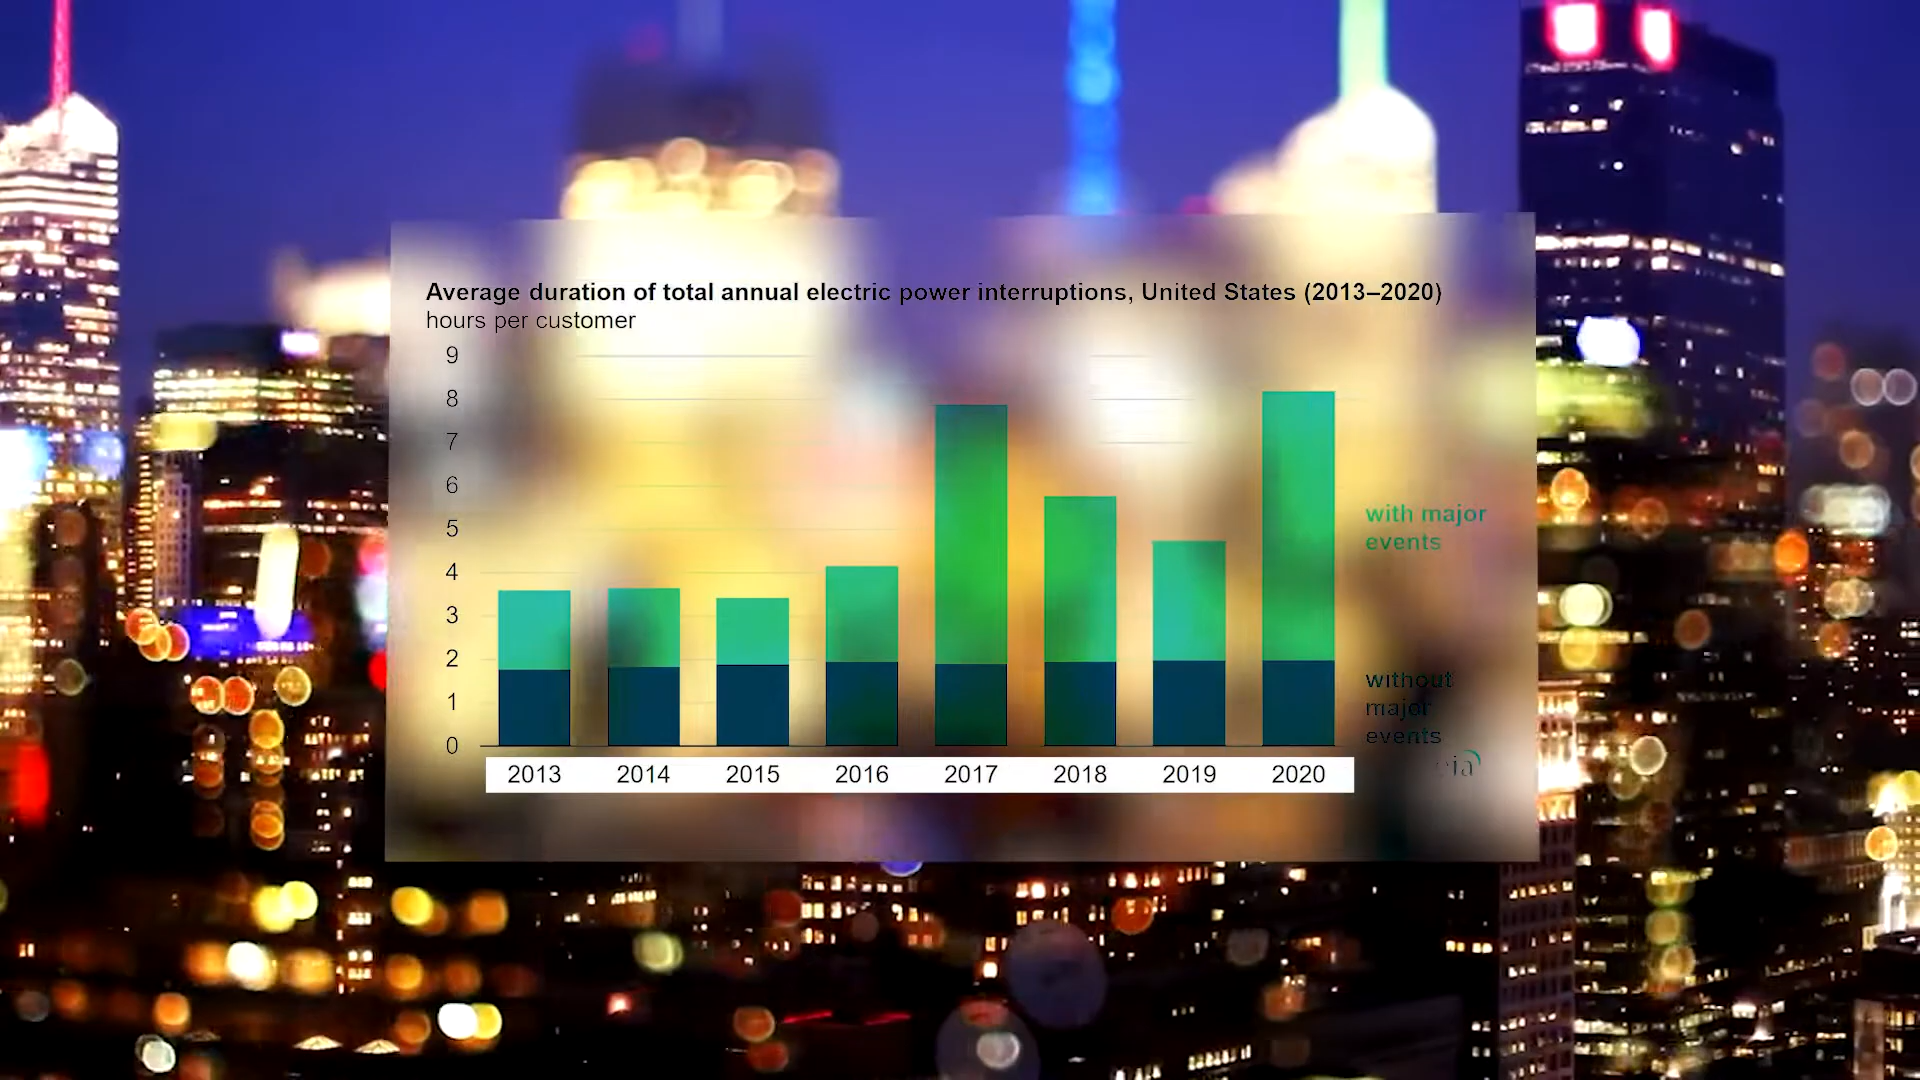 Average duration of total annual electric power interruptions, United States (2013–2020)
hours per customer
9
8
7
6
5
4
3
2
1
0
with major
events
without
major
events
eia
2013 2014 2015 2016 2017 2018 2019 2020